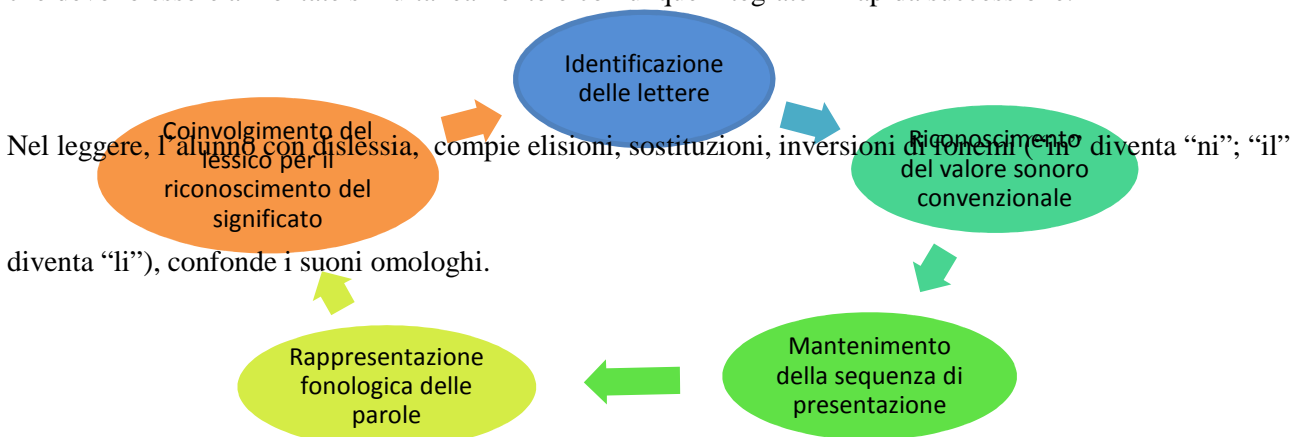 Identificazione
delle lettere
Nel leggere, l’alunno con dislessia, compie elisioni, sostituzioni, inversioni di fonemi (“in” diventa “ni”; “il”
diventa “li”), confonde i suoni omologhi.
Coinvolgimento del
lessico per il
riconoscimento del
significato
Riconoscimento
del valore sonoro
convenzionale
Mantenimento
della sequenza di
presentazione
Rappresentazione
fonologica delle
parole